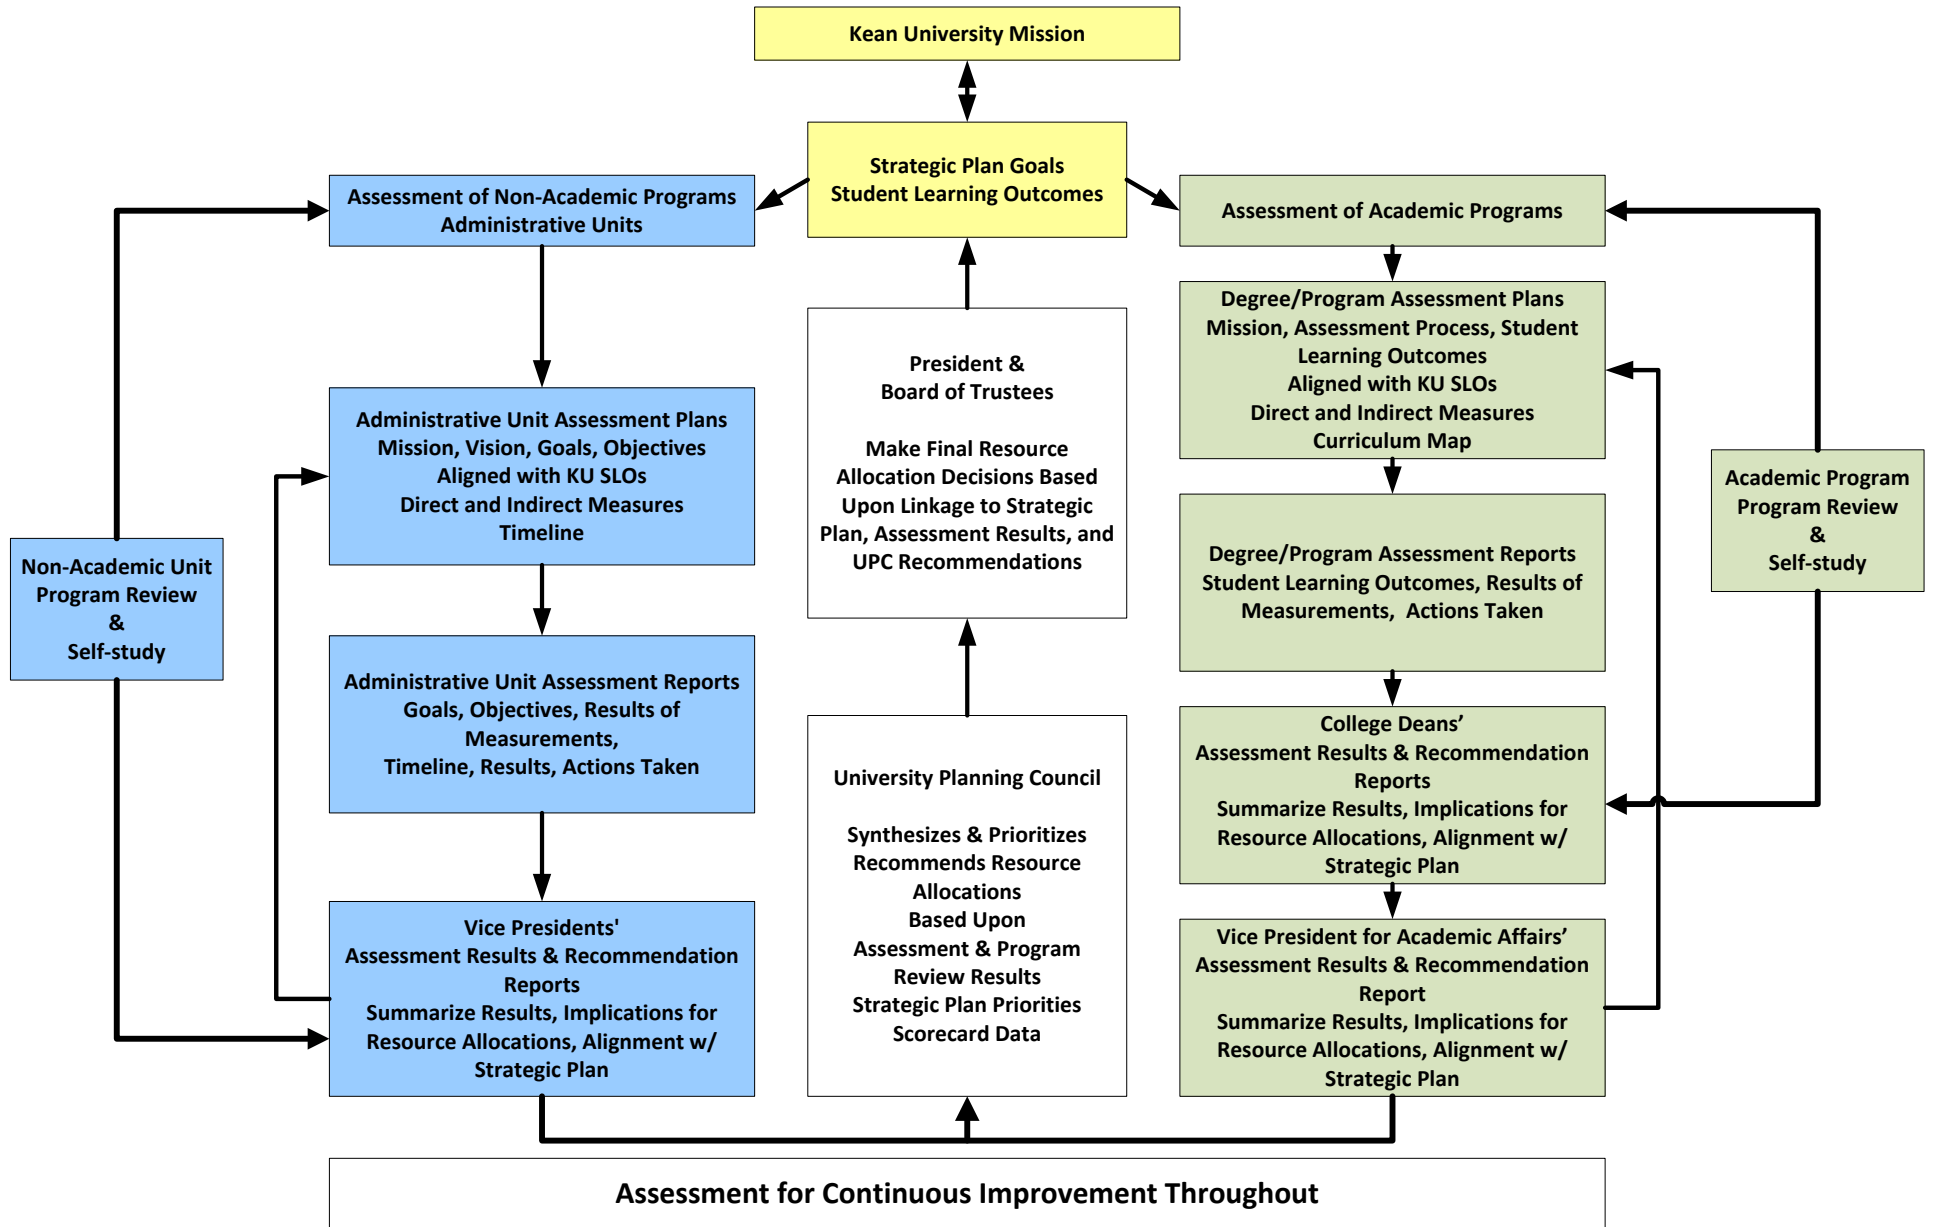 Kean University Mission
Strategic Plan Goals
Student Learning Outcomes
Assessment of Non-Academic Programs
Administrative Units
Assessment of Academic Programs
Administrative Unit Assessment Plans
Mission, Vision, Goals, Objectives
Aligned with KU SLOs
Direct and Indirect Measures
Timeline
Non-Academic Unit
Program Review
&
Self-study
Administrative Unit Assessment Reports
Goals, Objectives, Results of
Measurements,
Timeline, Results, Actions Taken
Vice Presidents'
Assessment Results & Recommendation
Reports
Summarize Results, Implications for
Resource Allocations, Alignment w/
Strategic Plan
President &
Board of Trustees
Make Final Resource
Allocation Decisions Based
Upon Linkage to Strategic
Plan, Assessment Results, and
UPC Recommendations
University Planning Council
Synthesizes & Prioritizes
Recommends Resource
Allocations
Based Upon
Assessment & Program
Review Results
Strategic Plan Priorities
Scorecard Data
Degree/Program Assessment Plans
Mission, Assessment Process, Student
Learning Outcomes
Aligned with KU SLOs
Direct and Indirect Measures
Curriculum Map
Degree/Program Assessment Reports
Student Learning Outcomes, Results of
Measurements, Actions Taken
College Deans’
Assessment Results & Recommendation
Reports
Summarize Results, Implications for
Resource Allocations, Alignment w/
Strategic Plan
Vice President for Academic Affairs’
Assessment Results & Recommendation
Report
Summarize Results, Implications for
Resource Allocations, Alignment w/
Strategic Plan
Academic Program
Program Review
&
Self-study
Assessment for Continuous Improvement Throughout